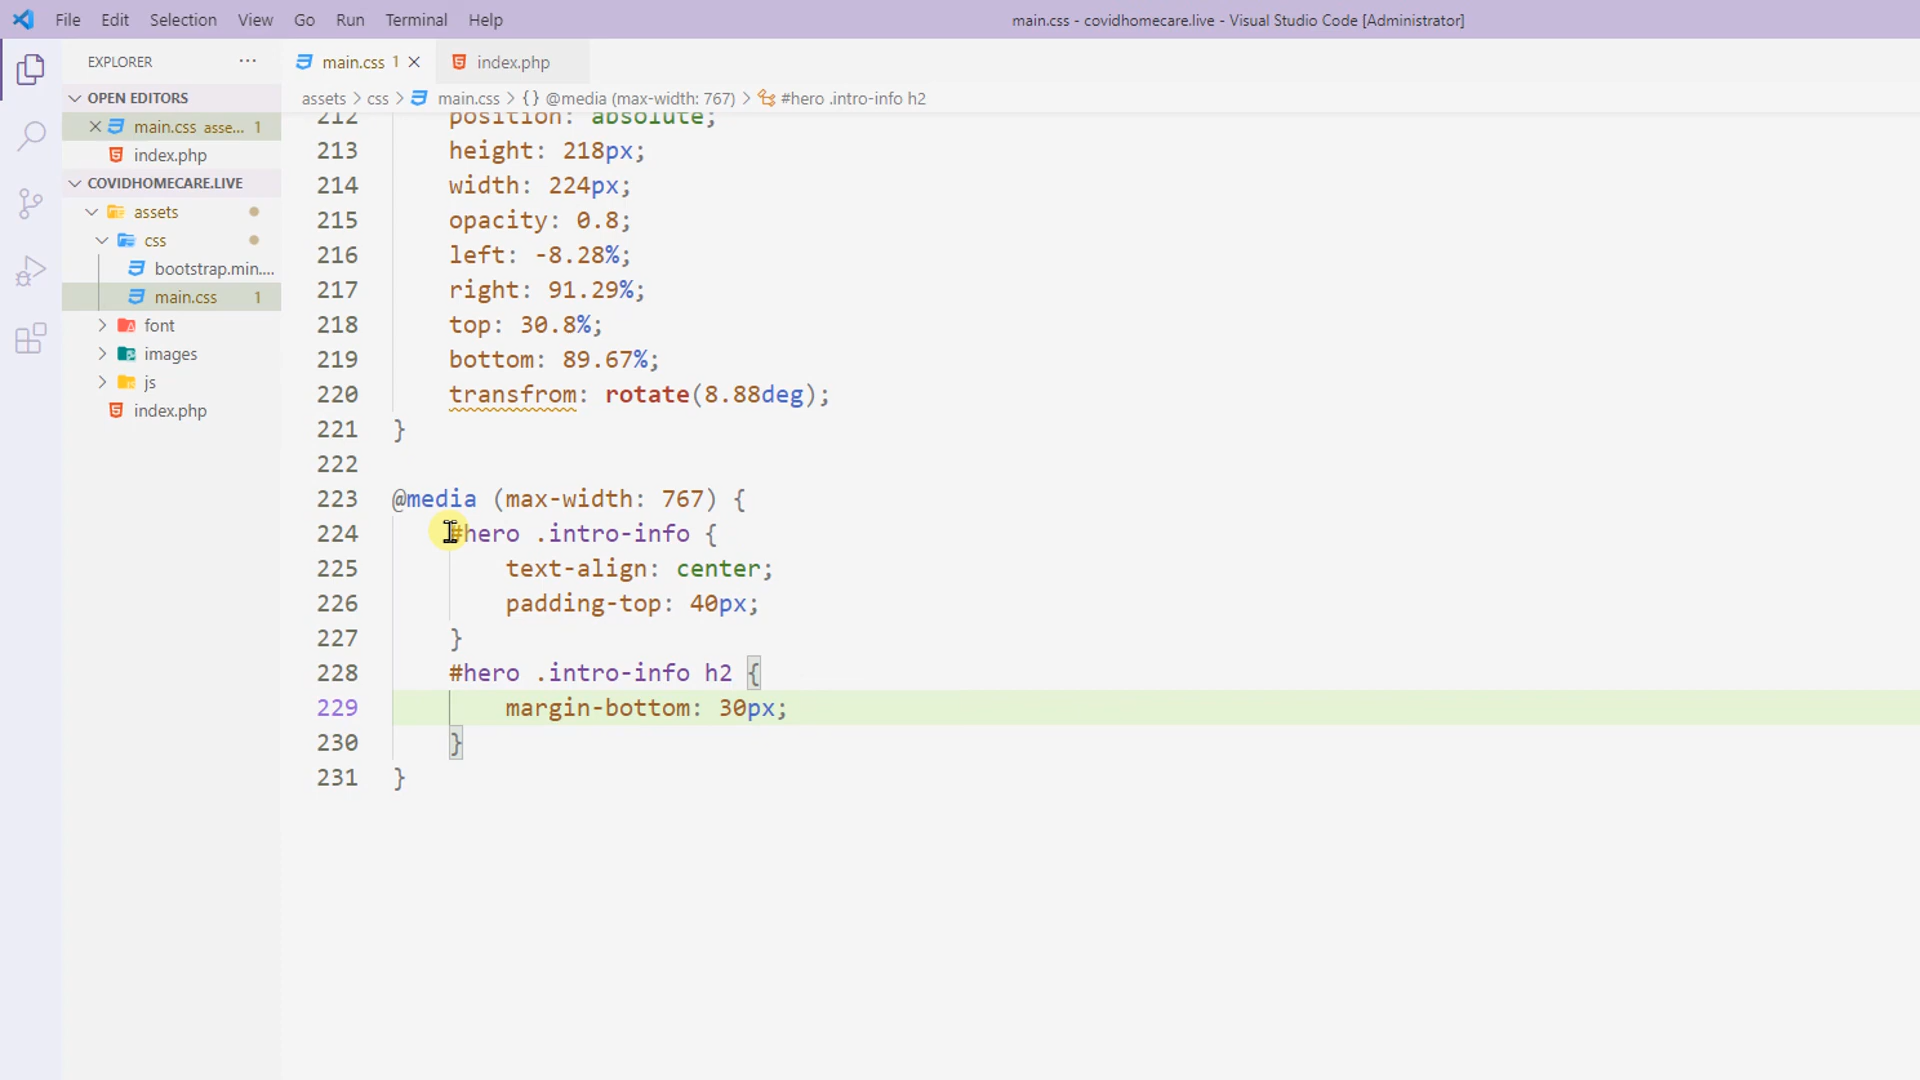 File Edit Selection View Go Run Terminal Help
main.css - covidhomecare.live - Visual Studio Code [Administrator]
EXPLORER ···
OPEN EDITORS
main.css asse... 1
index.php
COVIDHOMECARE.LIVE
assets
css
bootstrap.min....
main.css 1
font
images
js
index.php
main.css 1
index.php
assets > css > main.css > {} @media (max-width: 767) > #hero .intro-info h2
212 position: absolute;
213 height: 218px;
214 width: 224px;
215 opacity: 0.8;
216 left: -8.28%;
217 right: 91.29%;
218 top: 30.8%;
219 bottom: 89.67%;
220 transfrom: rotate(8.88deg);
221 }
222
223 @media (max-width: 767) {
224 #hero .intro-info {
225 text-align: center;
226 padding-top: 40px;
227 }
228 #hero .intro-info h2 {
229 margin-bottom: 30px;
230 }
231 }